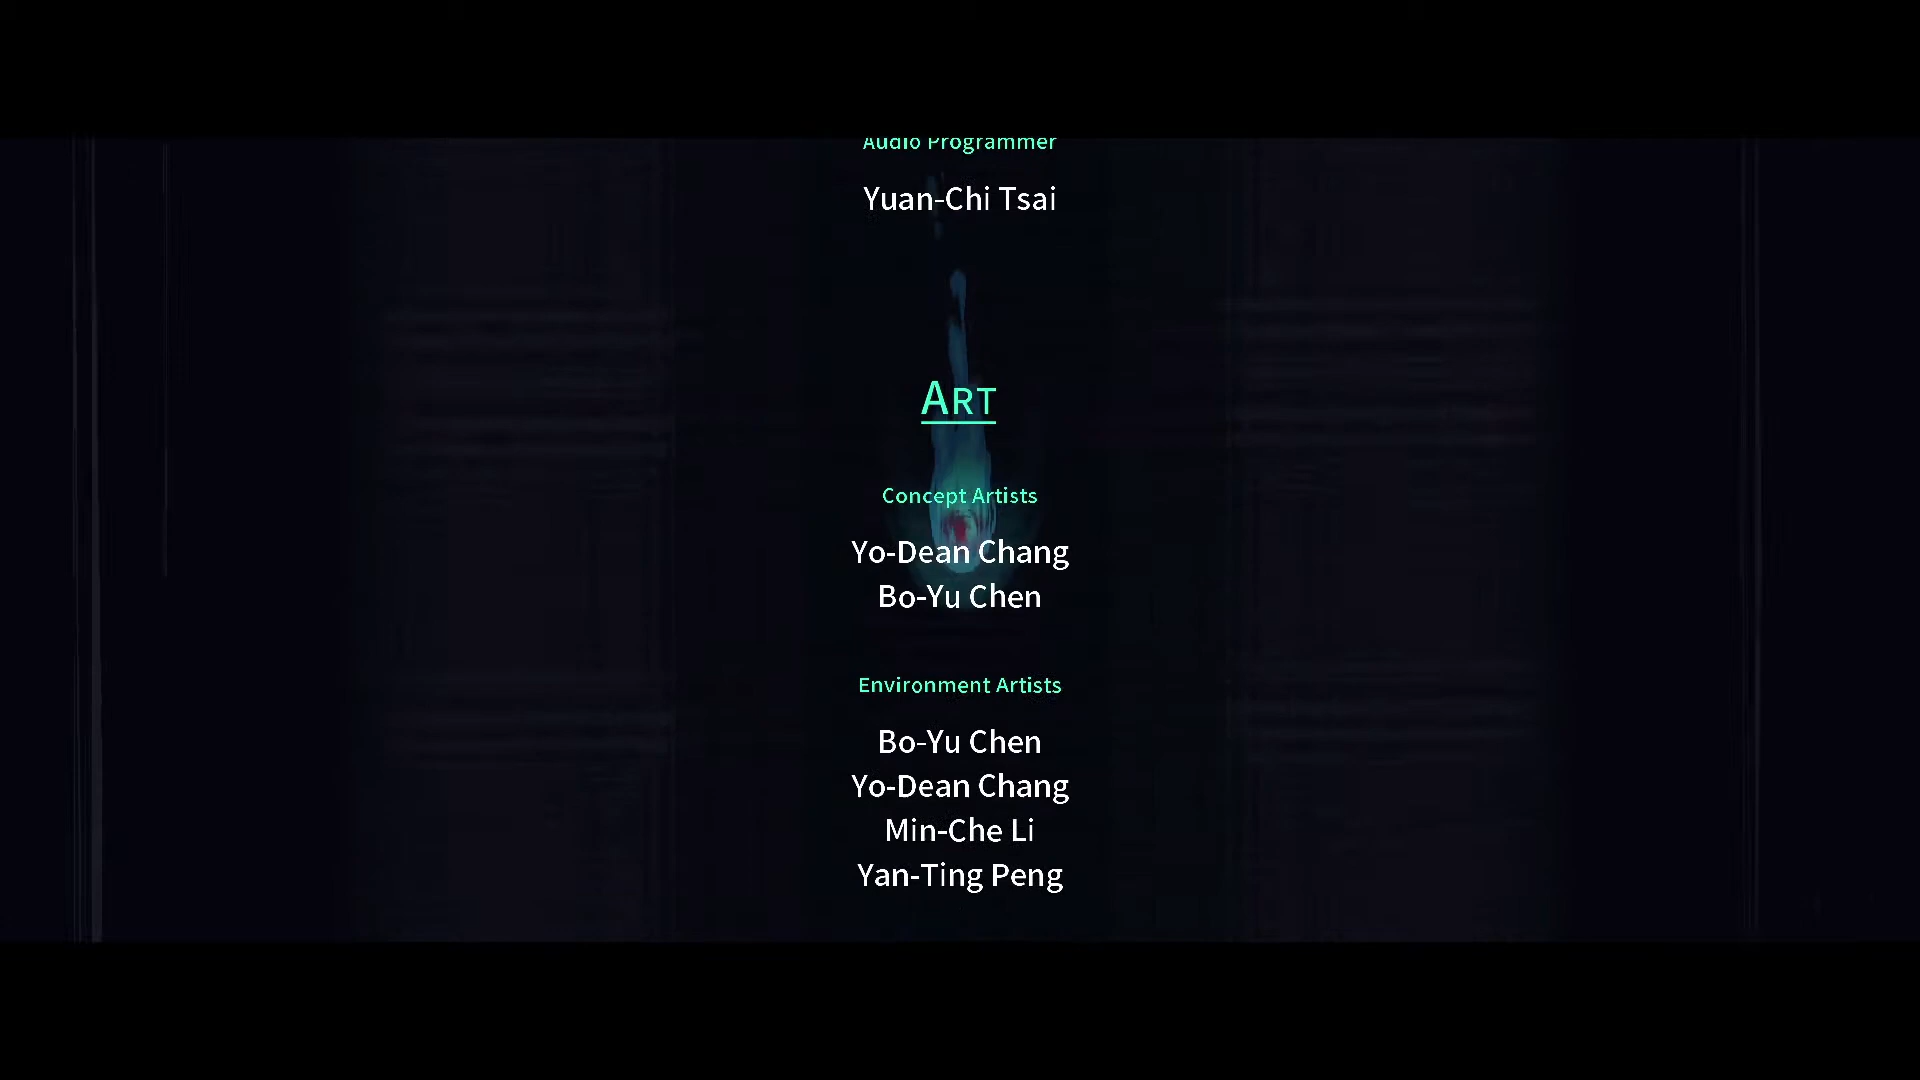 Audio Programmer
Yuan-Chi Tsai
Art
Concept Artists
Yo-Dean Chang
Bo-Yu Chen
Environment Artists
Bo-Yu Chen
Yo-Dean Chang
Min-Che Li
Yan-Ting Peng